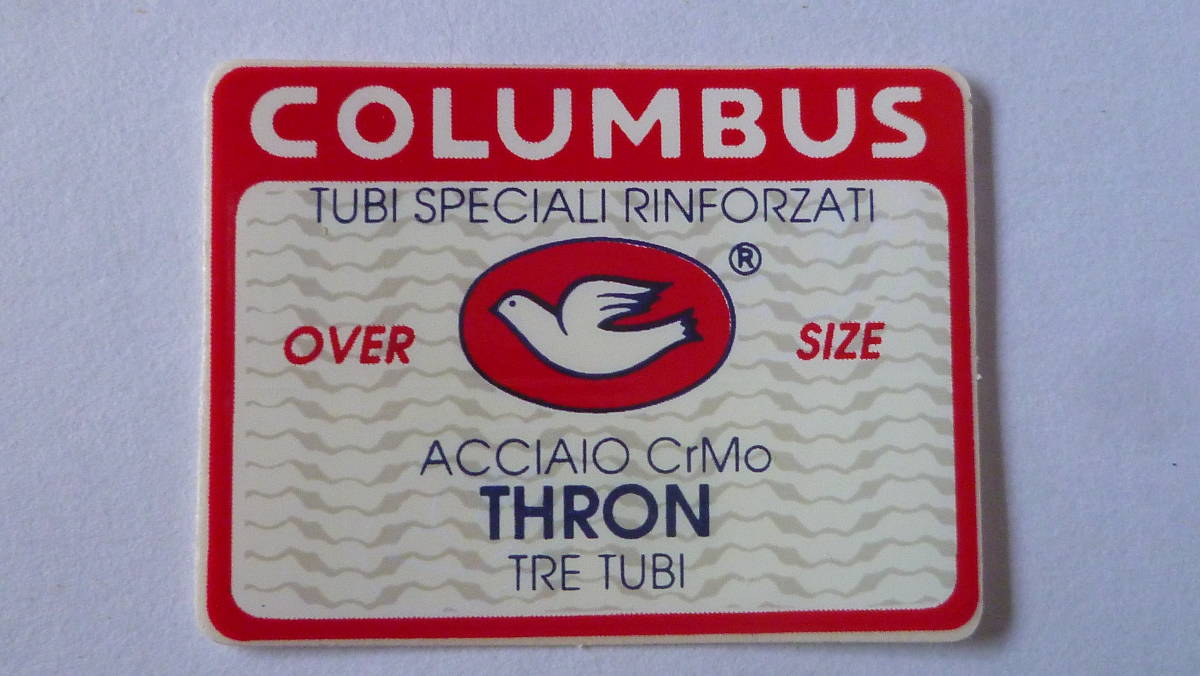 COLUMBUS
TUBI SPECIALI RINFORZATI
®
OVER SIZE
ACCIAIO CrMo
THRON
TRE TUBI